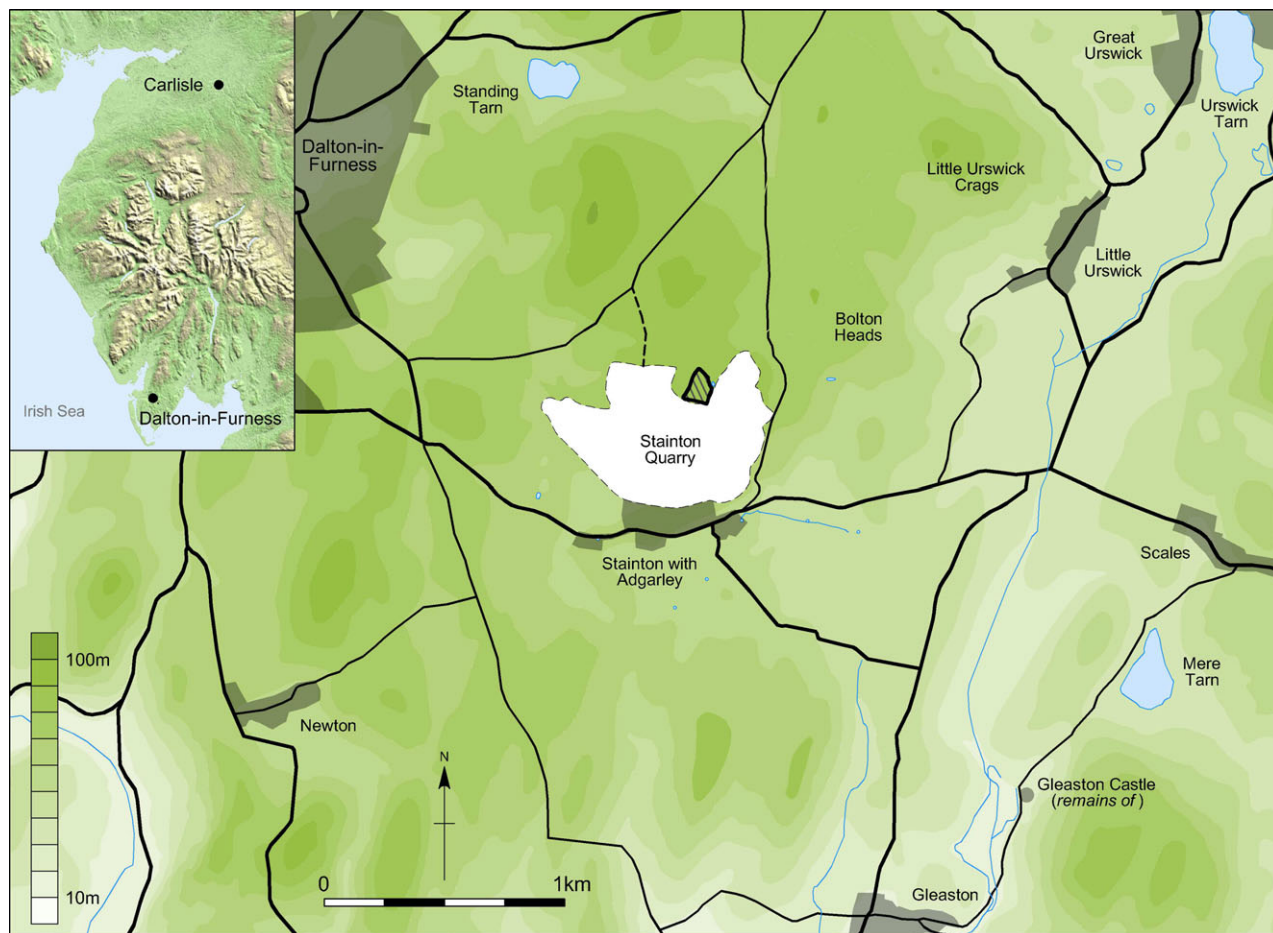 Carlisle
Irish Sea
Dalton-in-Furness
Standing
Tarn
Dalton-in-
Furness
Great
Urswick
Urswick
Tarn
Little Urswick
Crags
Little
Urswick
Bolton
Heads
Stainton
Quarry
Stainton with
Adgarley
Scales
Mere
Tarn
Newton
Gleaston Castle
(remains of)
Gleaston
100m
10m
N
0 1km